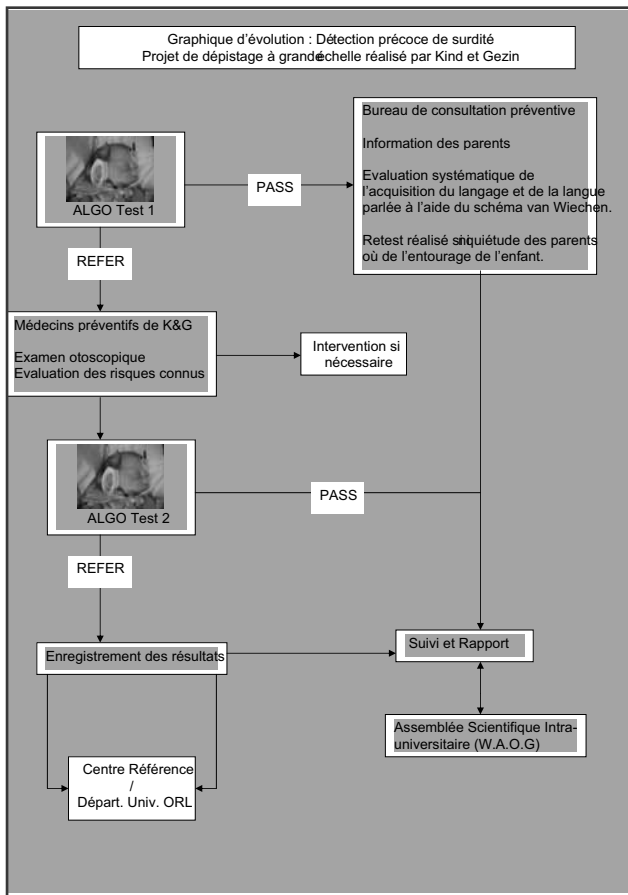 Graphique d'évolution : Détection précoce de surdité
Projet de dépistage à grande échelle réalisé par Kind et Gezin
Bureau de consultation préventive
Information des parents
Evaluation systématique de
l'acquisition du langage et de la langue
parlée à l'aide du schéma van Wiechen.
Retest réalisé si inquiétude des parents
où de l'entourage de l'enfant.
ALGO Test 1
PASS
REFER
Médecins préventifs de K&G
Examen otoscopique
Evaluation des risques connus
Intervention si
nécessaire
ALGO Test 2
PASS
REFER
Enregistrement des résultats
Suivi et Rapport
Assemblée Scientifique Intra-
universitaire (W.A.O.G)
Centre Référence
/
Départ. Univ. ORL